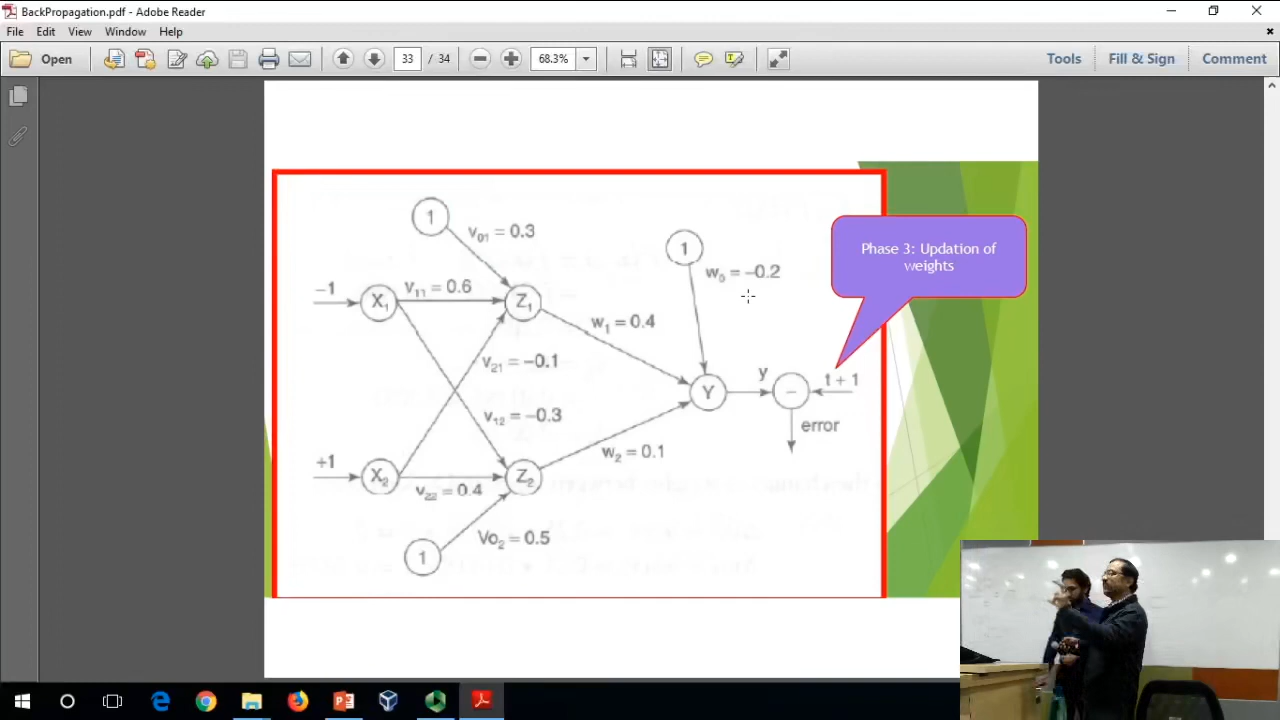 BackPropagation.pdf - Adobe Reader
File Edit View Window Help
Open 33 / 34 68.3% Tools Fill & Sign Comment
1
v01 = 0.3
1
w0 = –0.2
Phase 3: Updation of
weights
–1 X1 v11 = 0.6 Z1
w1 = 0.4
v21 = –0.1
Y y – t + 1
v12 = –0.3
error
w2 = 0.1
+1 X2 v22 = 0.4 Z2
Vo2 = 0.5
1